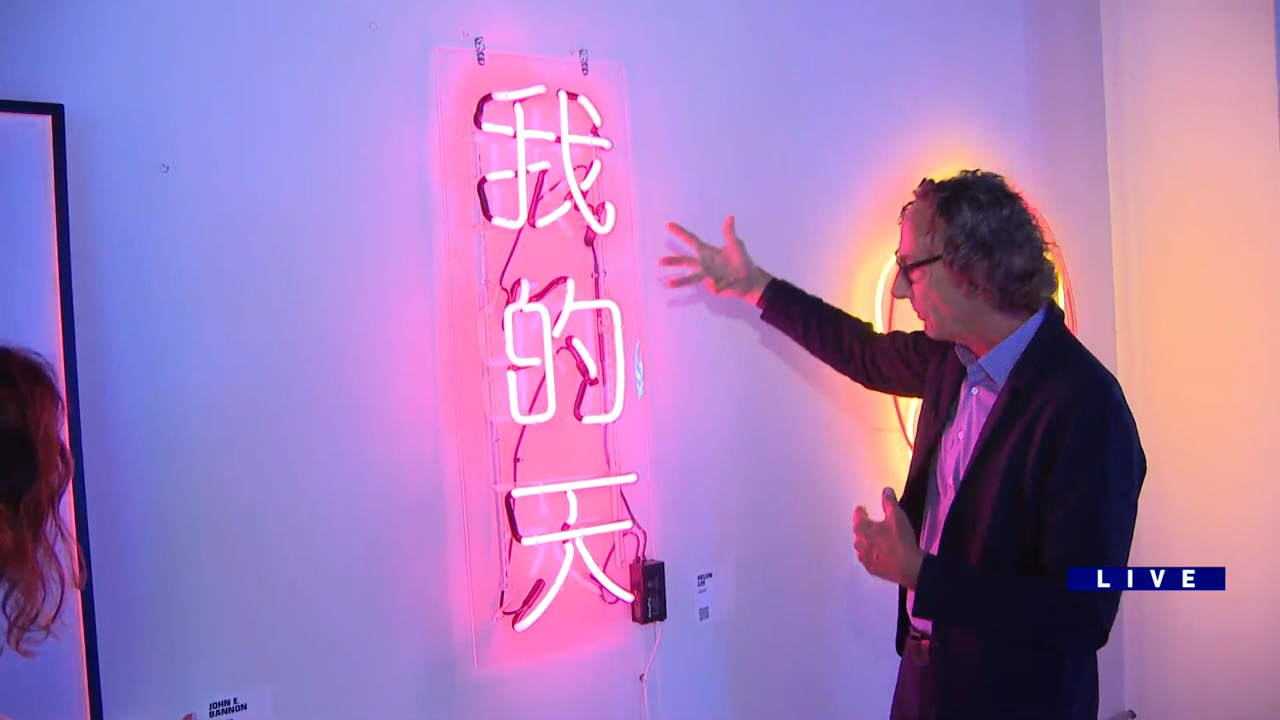 我
的
天
HELEN
LEE
JOHN E.
BANNON
LIVE